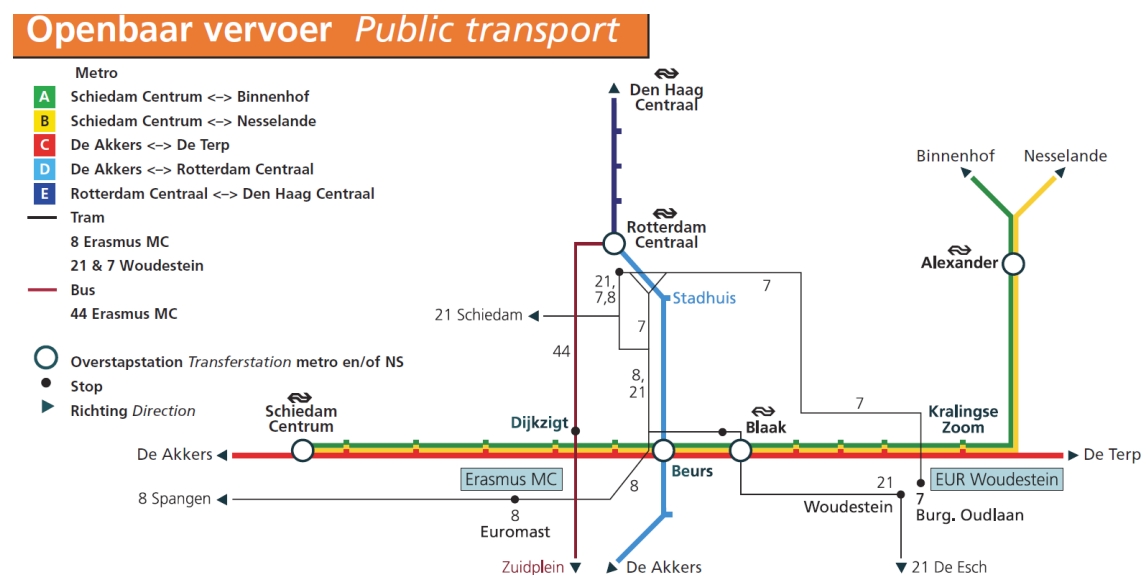 Openbaar vervoer Public transport
Metro
A Schiedam Centrum <-> Binnenhof
B Schiedam Centrum <-> Nesselande
C De Akkers <-> De Terp
D De Akkers <-> Rotterdam Centraal
E Rotterdam Centraal <-> Den Haag Centraal
Tram
8 Erasmus MC
21 & 7 Woudestein
Bus
44 Erasmus MC
Overstapstation Transferstation metro en/of NS
Stop
Richting Direction
Den Haag
Centraal
Binnenhof
Nesselande
Rotterdam
Centraal
Alexander
21,
7,8
7
Stadhuis
21 Schiedam
7
44
8,
21
7
Schiedam
Centrum
Dijkzigt
Blaak
Kralingse
Zoom
De Akkers
De Terp
Beurs
Erasmus MC
8
21
EUR Woudestein
8 Spangen
8
Euromast
Woudestein
7
Burg. Oudlaan
Zuidplein
De Akkers
21 De Esch